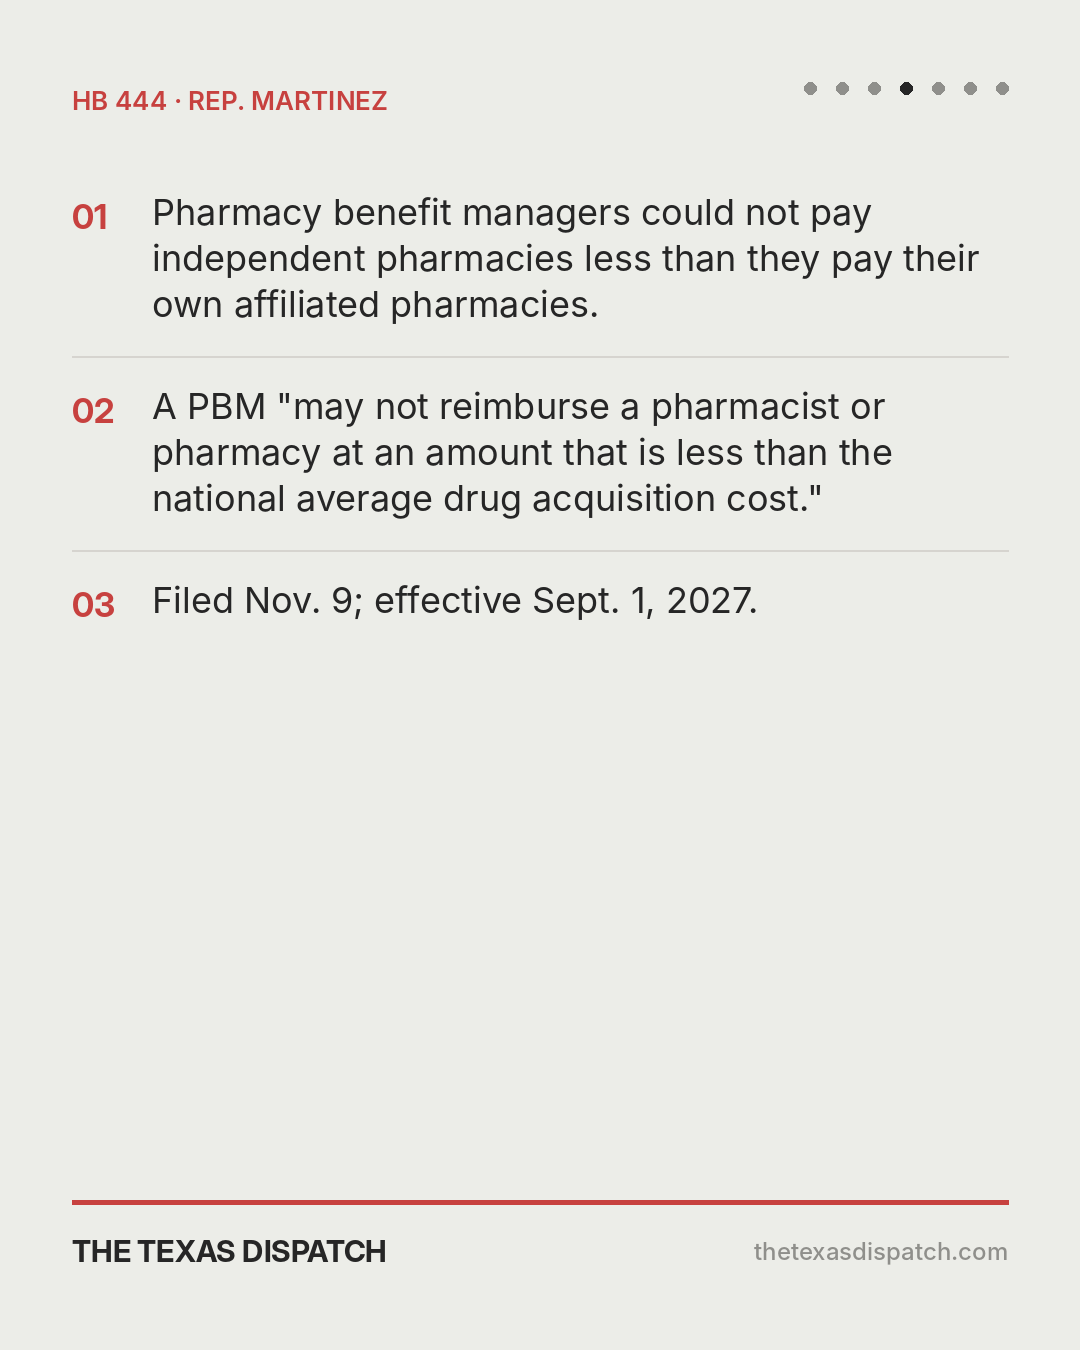 HB 444 · REP. MARTINEZ
01
Pharmacy benefit managers could not pay
independent pharmacies less than they pay their
own affiliated pharmacies.
02
A PBM "may not reimburse a pharmacist or
pharmacy at an amount that is less than the
national average drug acquisition cost."
03
Filed Nov. 9; effective Sept. 1, 2027.
THE TEXAS DISPATCH
thetexasdispatch.com